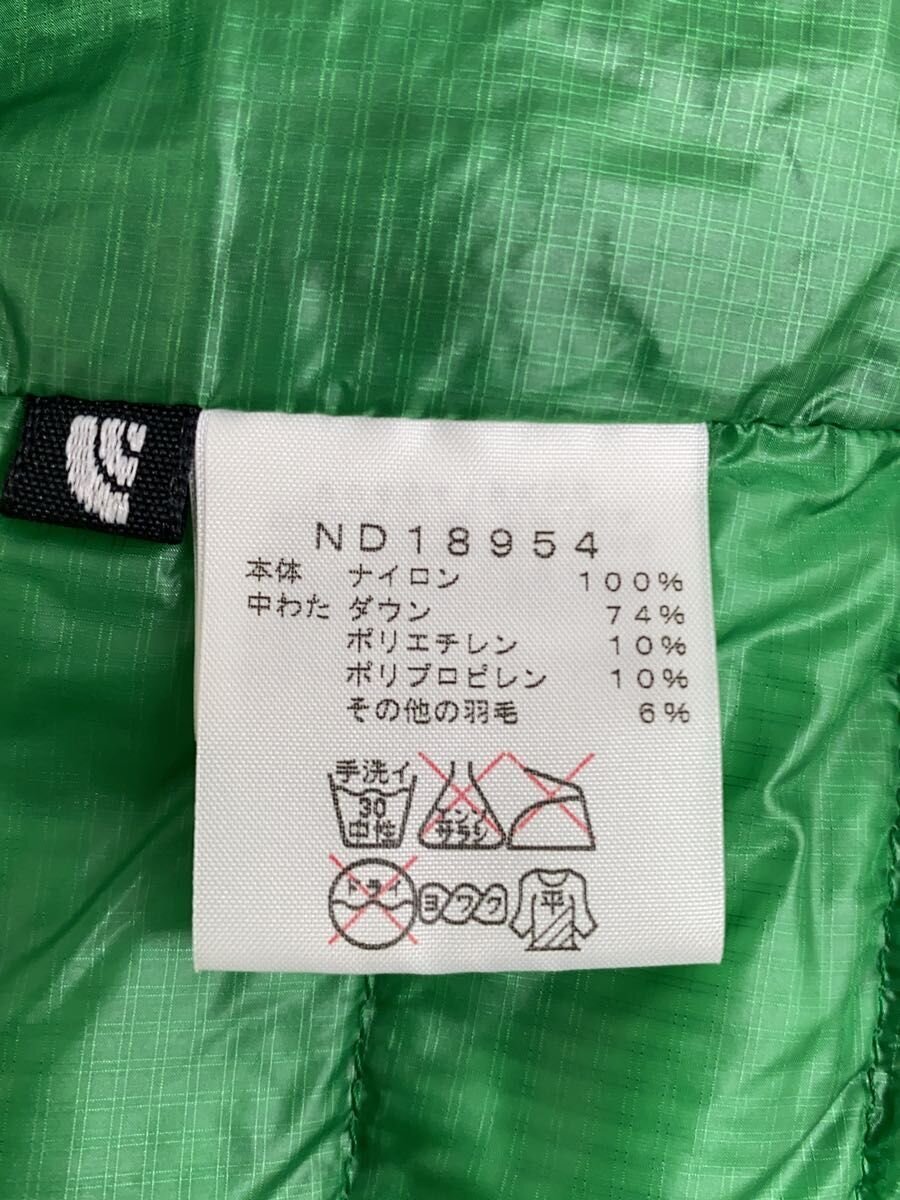 ND18954
本体 ナイロン 100%
中わた ダウン 74%
ポリエチレン 10%
ポリプロピレン 10%
その他の羽毛 6%
手洗イ
30
中性
エンソ
サラシ
ドライ
ヨワク
平